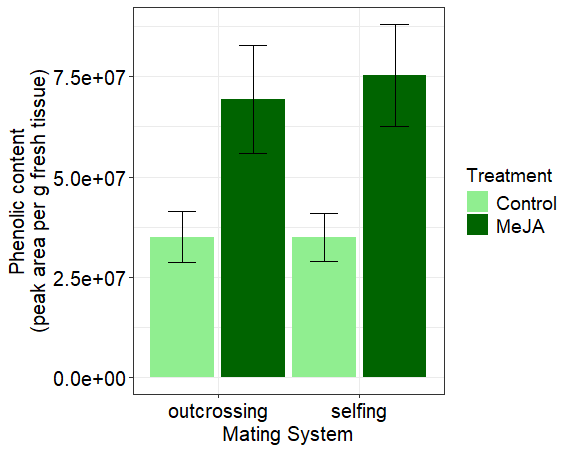 Phenolic content
(peak area per g fresh tissue)
7.5e+07
5.0e+07
2.5e+07
0.0e+00
outcrossing selfing
Mating System
Treatment
Control
MeJA